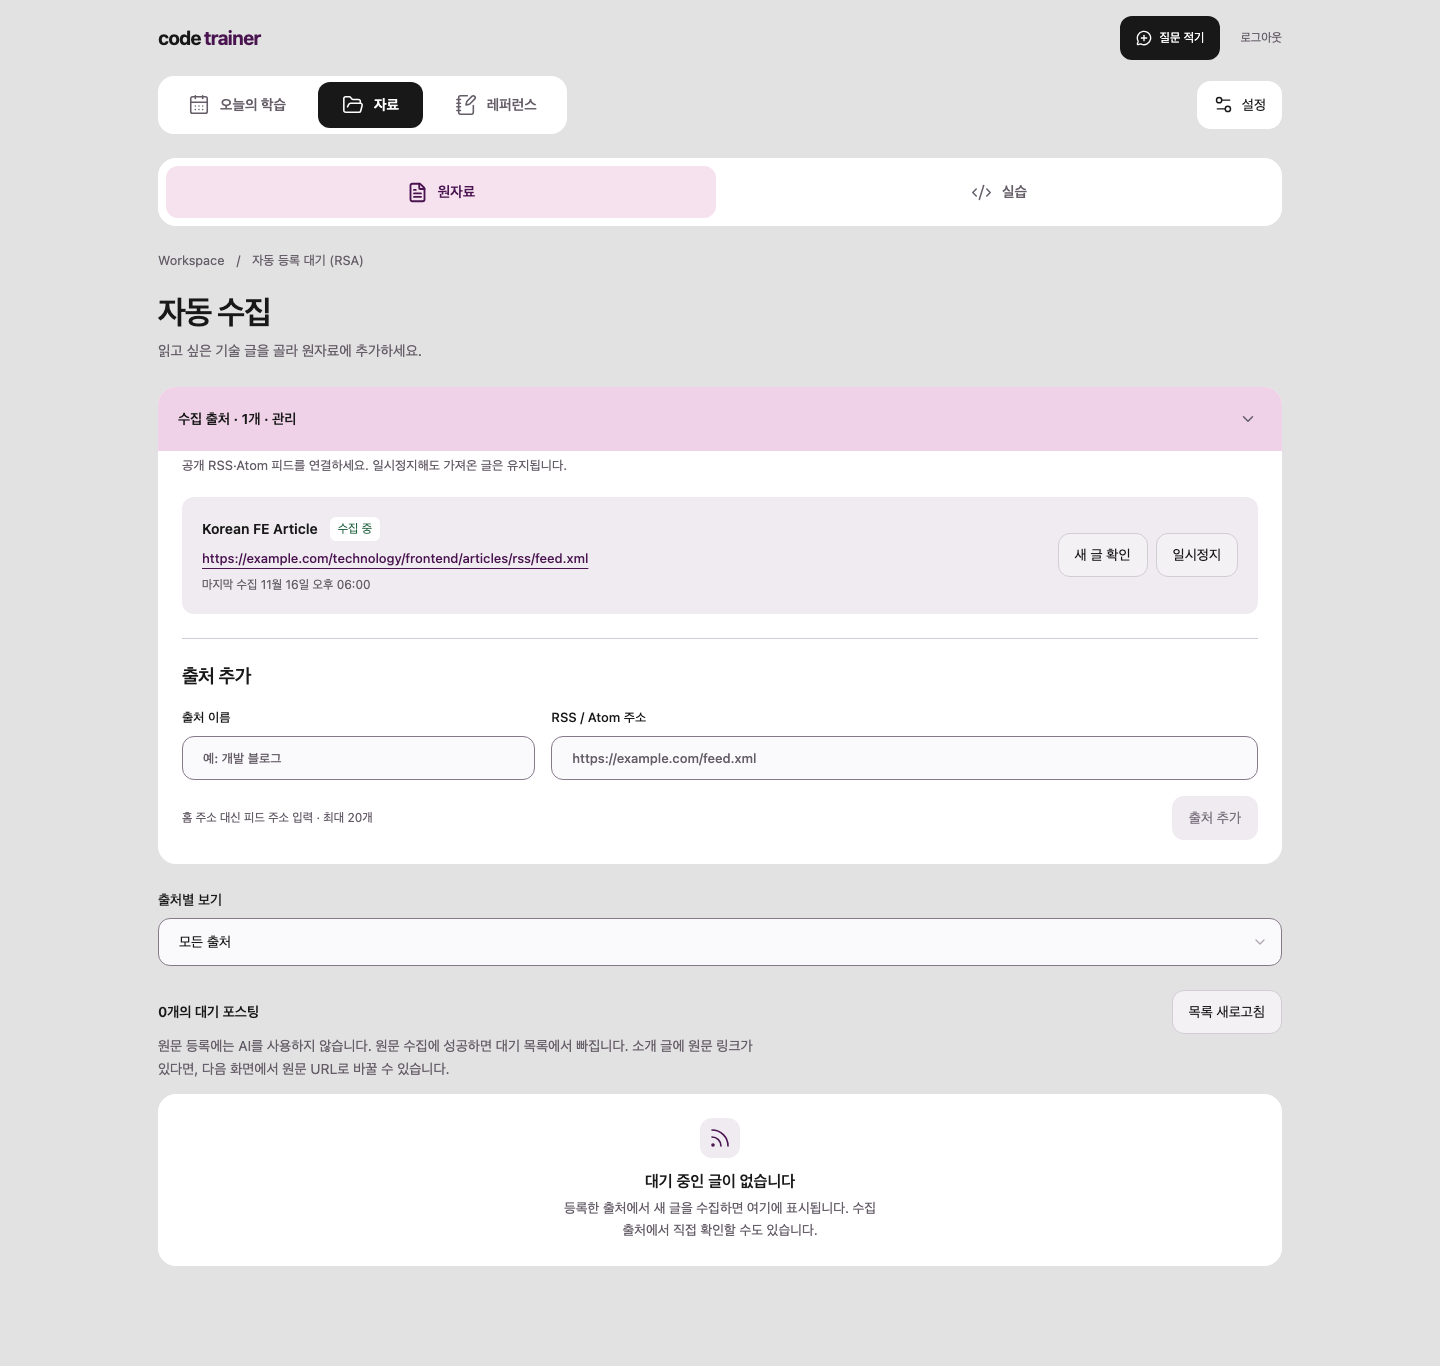 code trainer
질문 적기
로그아웃
오늘의 학습
자료
레퍼런스
설정
원자료
실습
Workspace / 자동 등록 대기 (RSA)
자동 수집
읽고 싶은 기술 글을 골라 원자료에 추가하세요.
수집 출처 · 1개 · 관리
공개 RSS·Atom 피드를 연결하세요. 일시정지해도 가져온 글은 유지됩니다.
Korean FE Article
수집 중
https://example.com/technology/frontend/articles/rss/feed.xml
마지막 수집 11월 16일 오후 06:00
새 글 확인
일시정지
출처 추가
출처 이름
RSS / Atom 주소
예: 개발 블로그
https://example.com/feed.xml
홈 주소 대신 피드 주소 입력 · 최대 20개
출처 추가
출처별 보기
모든 출처
0개의 대기 포스팅
목록 새로고침
원문 등록에는 AI를 사용하지 않습니다. 원문 수집에 성공하면 대기 목록에서 빠집니다. 소개 글에 원문 링크가
있다면, 다음 화면에서 원문 URL로 바꿀 수 있습니다.
대기 중인 글이 없습니다
등록한 출처에서 새 글을 수집하면 여기에 표시됩니다. 수집
출처에서 직접 확인할 수도 있습니다.